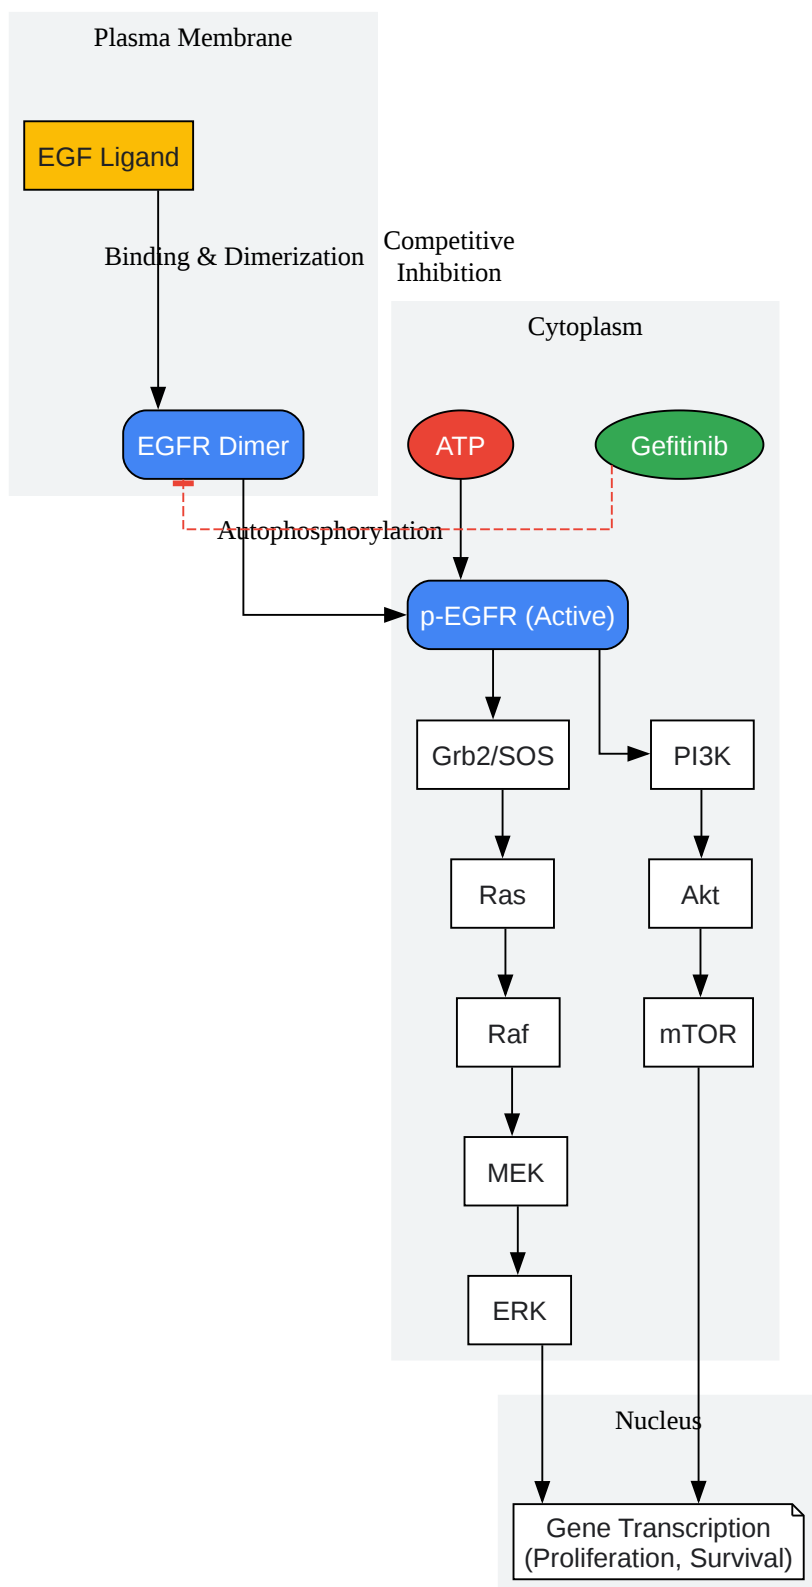 Plasma Membrane
EGF Ligand
Binding & Dimerization
Competitive
Inhibition
Cytoplasm
EGFR Dimer
ATP
Gefitinib
Autophosphorylation
p-EGFR (Active)
Grb2/SOS
PI3K
Ras
Akt
Raf
mTOR
MEK
ERK
Nucleus
Gene Transcription
(Proliferation, Survival)